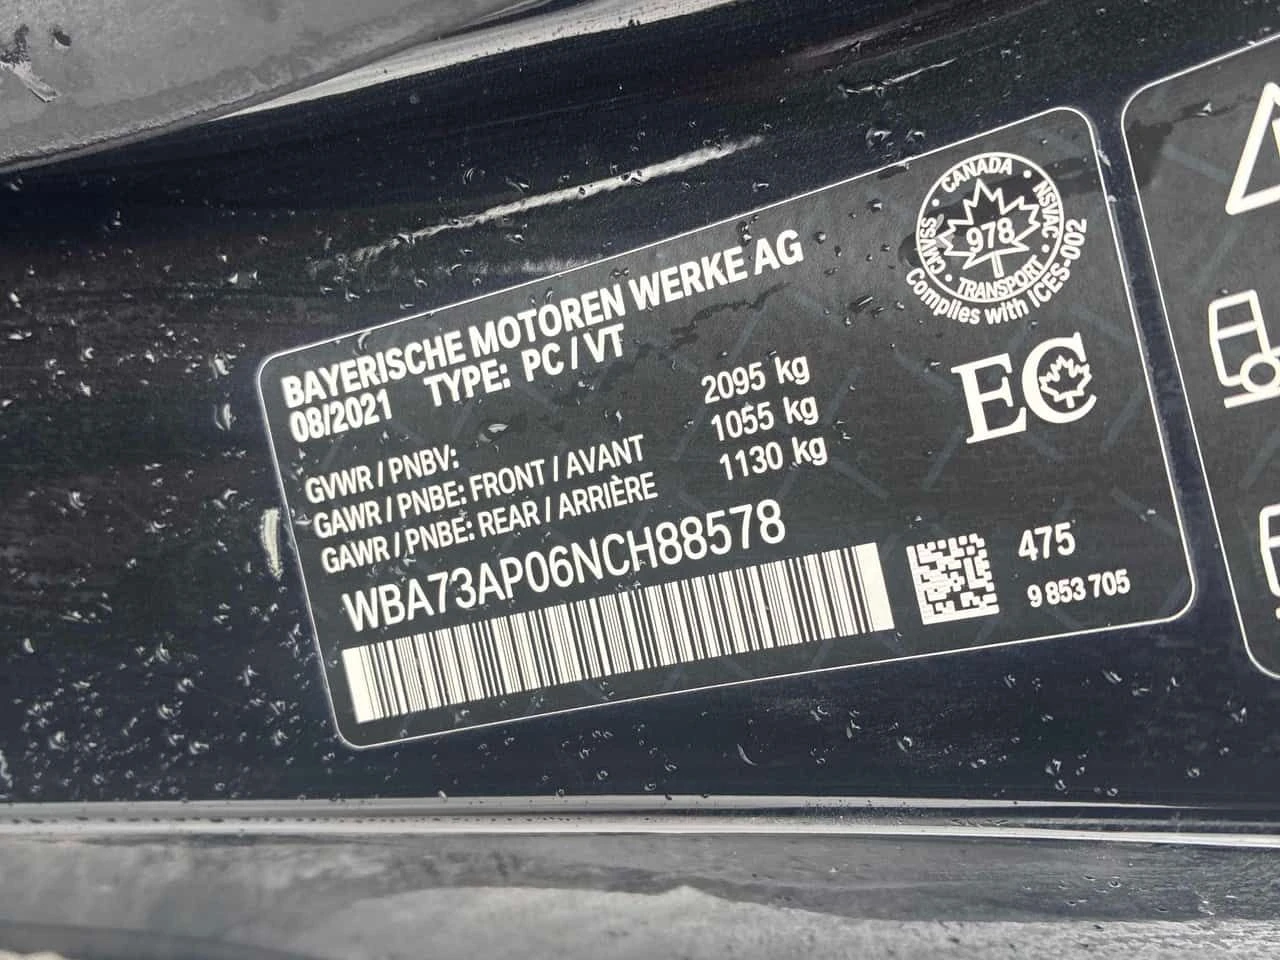 BAYERISCHE MOTOREN WERKE AG
08/2021 TYPE: PC / VT
GVWR / PNBV: 2095 kg
GAWR / PNBE: FRONT / AVANT 1055 kg
GAWR / PNBE: REAR / ARRIÈRE 1130 kg
WBA73AP06NCH88578
CANADA • NSVAC • TRANSPORT • CMVSS •
978
Complies with ICES-002
EC
475
9 853 705